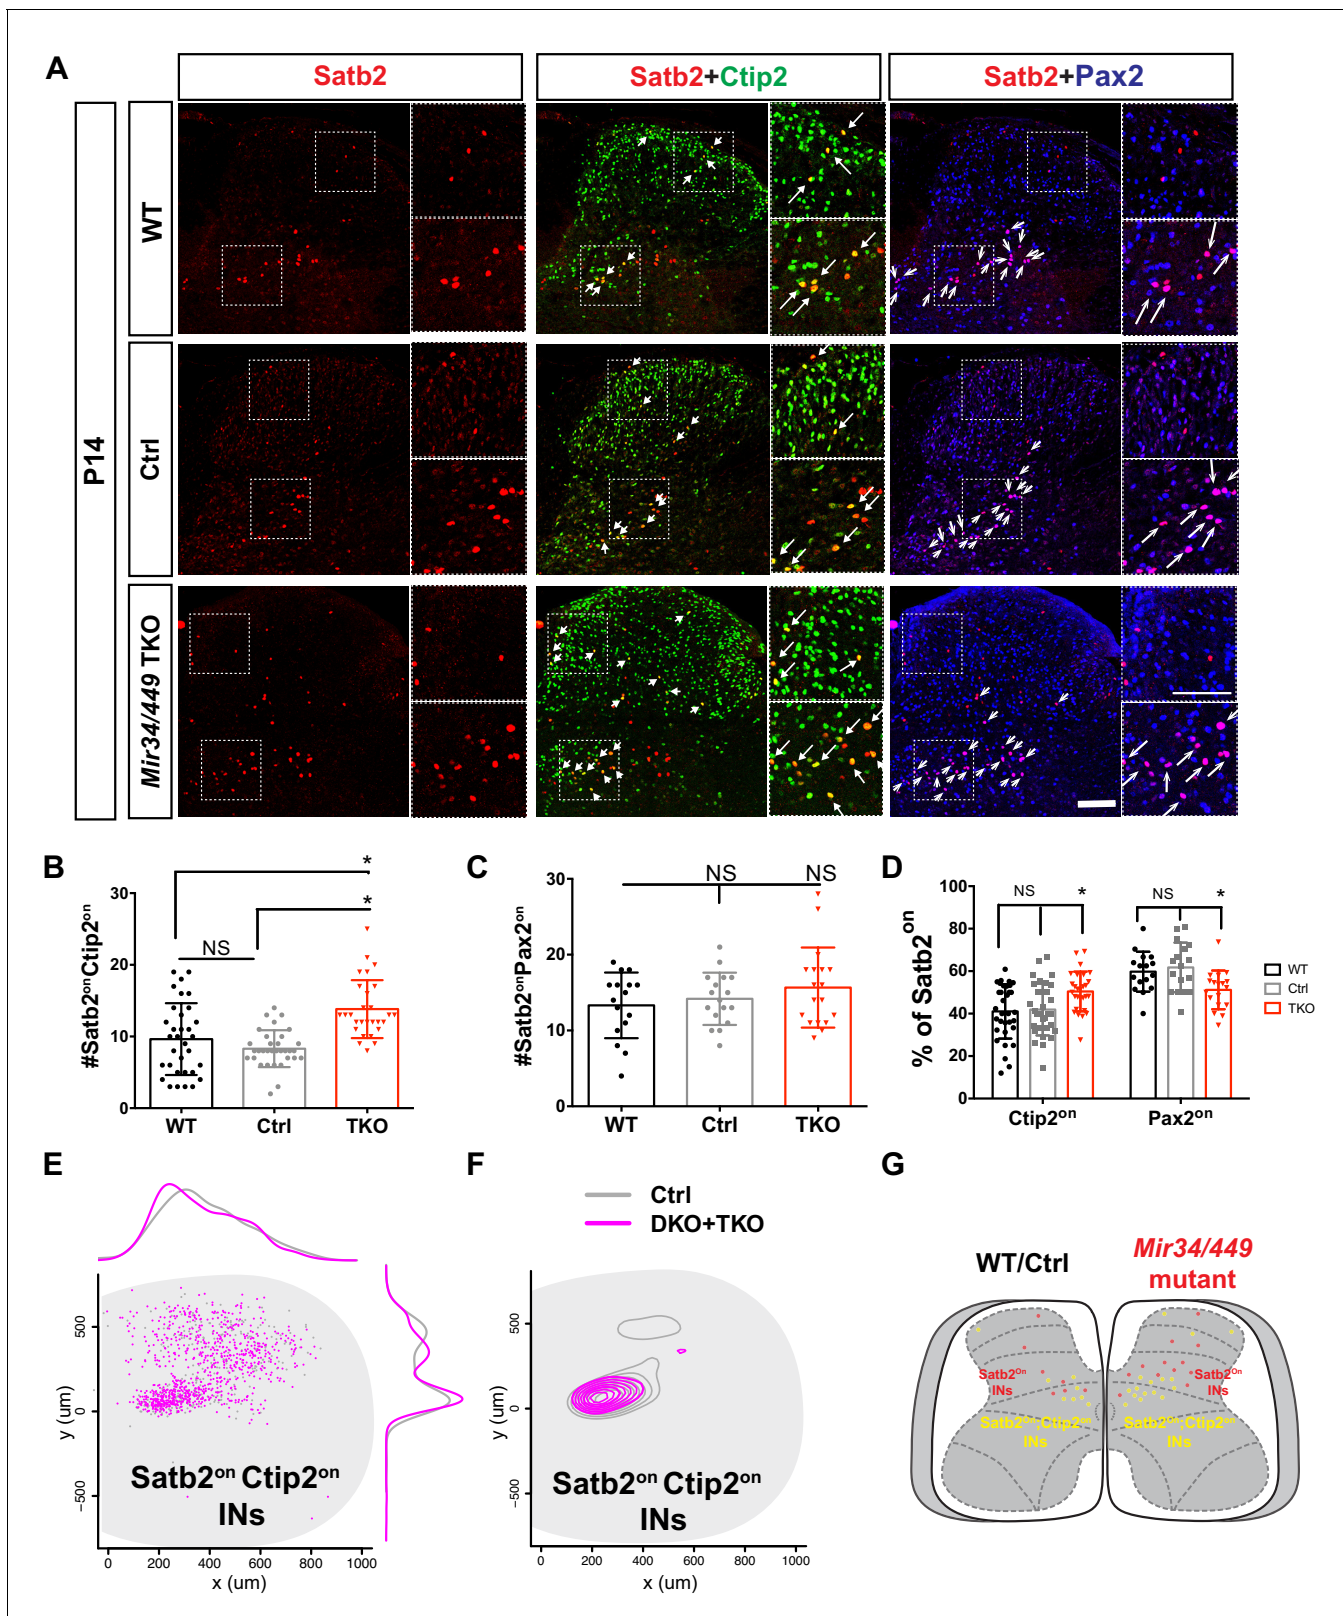 A
Satb2
Satb2+Ctip2
Satb2+Pax2
P14
WT
Ctrl
Mir34/449 TKO
B
#Satb2onCtip2on
30
20
10
0
NS
*
*
WT Ctrl TKO
C
#Satb2onPax2on
30
20
10
0
NS NS
WT Ctrl TKO
D
% of Satb2on
100
80
60
40
20
0
NS * NS *
Ctip2on Pax2on
WT
Ctrl
TKO
E
y (um)
500
0
−500
Satb2on Ctip2on
INs
0 200 400 600 800 1000
x (um)
F
Ctrl
DKO+TKO
y (um)
500
0
−500
Satb2on Ctip2on
INs
0 200 400 600 800 1000
x (um)
G
WT/Ctrl
Mir34/449
mutant
Satb2On
INs
Satb2On
INs
Satb2On;Ctip2on
INs
Satb2On;Ctip2on
INs